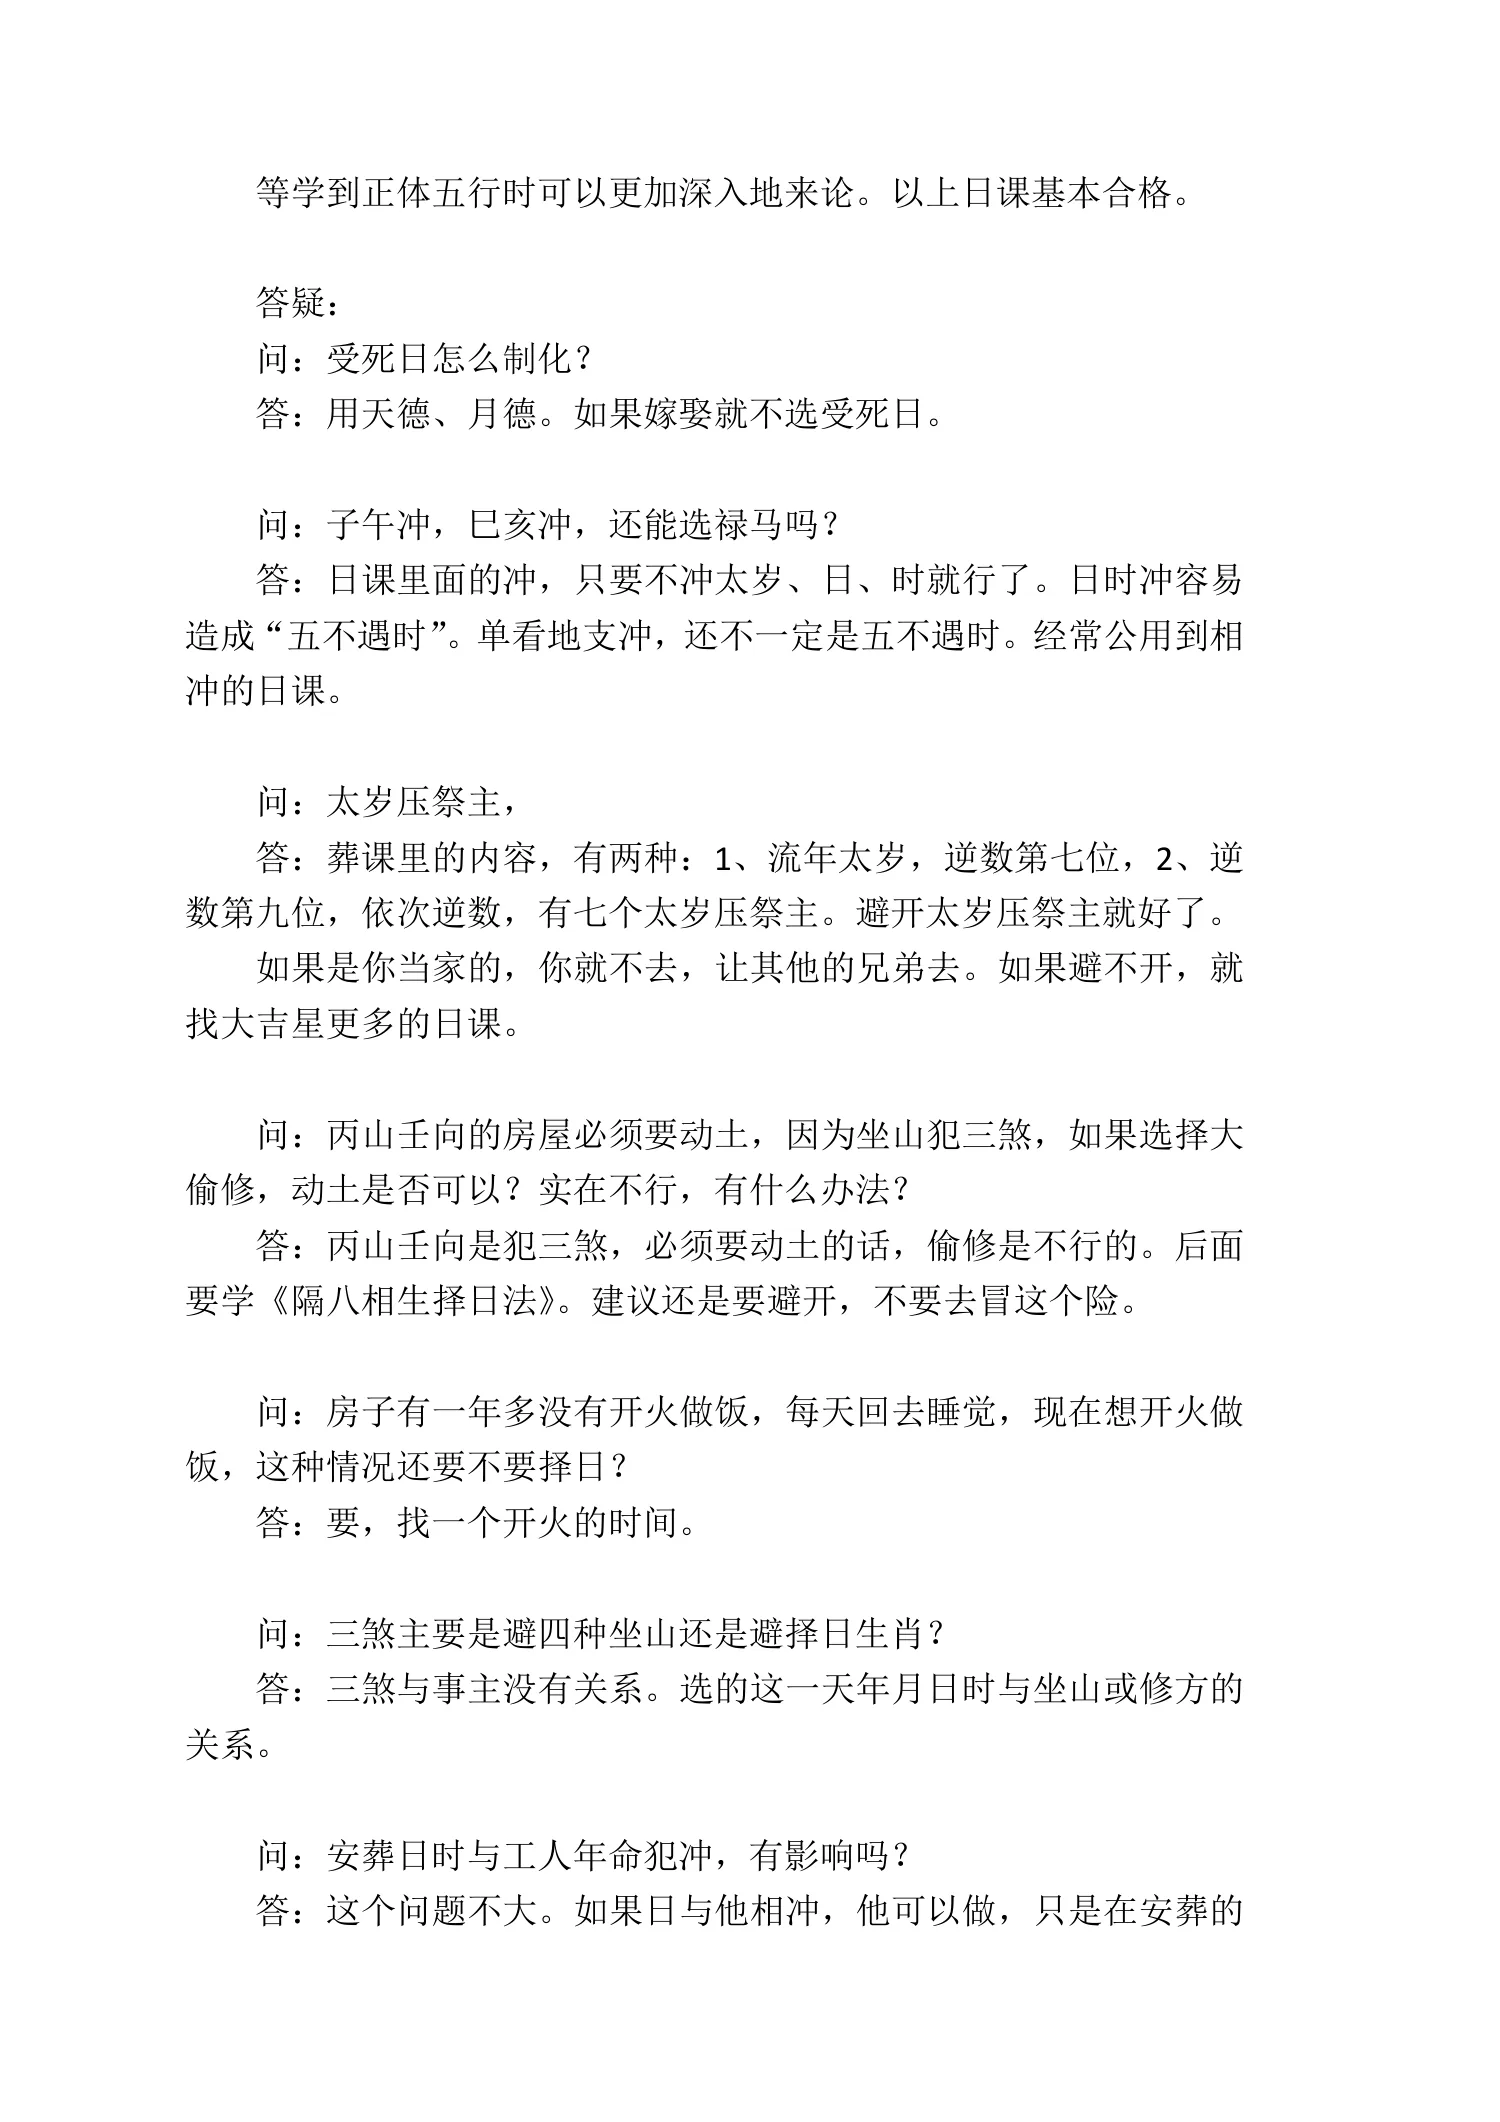 等学到正体五行时可以更加深入地来论。以上日课基本合格。
答疑：
问：受死日怎么制化？
答：用天德、月德。如果嫁娶就不选受死日。
问：子午冲，巳亥冲，还能选禄马吗？
答：日课里面的冲，只要不冲太岁、日、时就行了。日时冲容易
造成“五不遇时”。单看地支冲，还不一定是五不遇时。经常公用到相
冲的日课。
问：太岁压祭主，
答：葬课里的内容，有两种：1、流年太岁，逆数第七位，2、逆
数第九位，依次逆数，有七个太岁压祭主。避开太岁压祭主就好了。
如果是你当家的，你就不去，让其他的兄弟去。如果避不开，就
找大吉星更多的日课。
问：丙山壬向的房屋必须要动土，因为坐山犯三煞，如果选择大
偷修，动土是否可以？实在不行，有什么办法？
答：丙山壬向是犯三煞，必须要动土的话，偷修是不行的。后面
要学《隔八相生择日法》。建议还是要避开，不要去冒这个险。
问：房子有一年多没有开火做饭，每天回去睡觉，现在想开火做
饭，这种情况还要不要择日？
答：要，找一个开火的时间。
问：三煞主要是避四种坐山还是避择日生肖？
答：三煞与事主没有关系。选的这一天年月日时与坐山或修方的
关系。
问：安葬日时与工人年命犯冲，有影响吗？
答：这个问题不大。如果日与他相冲，他可以做，只是在安葬的